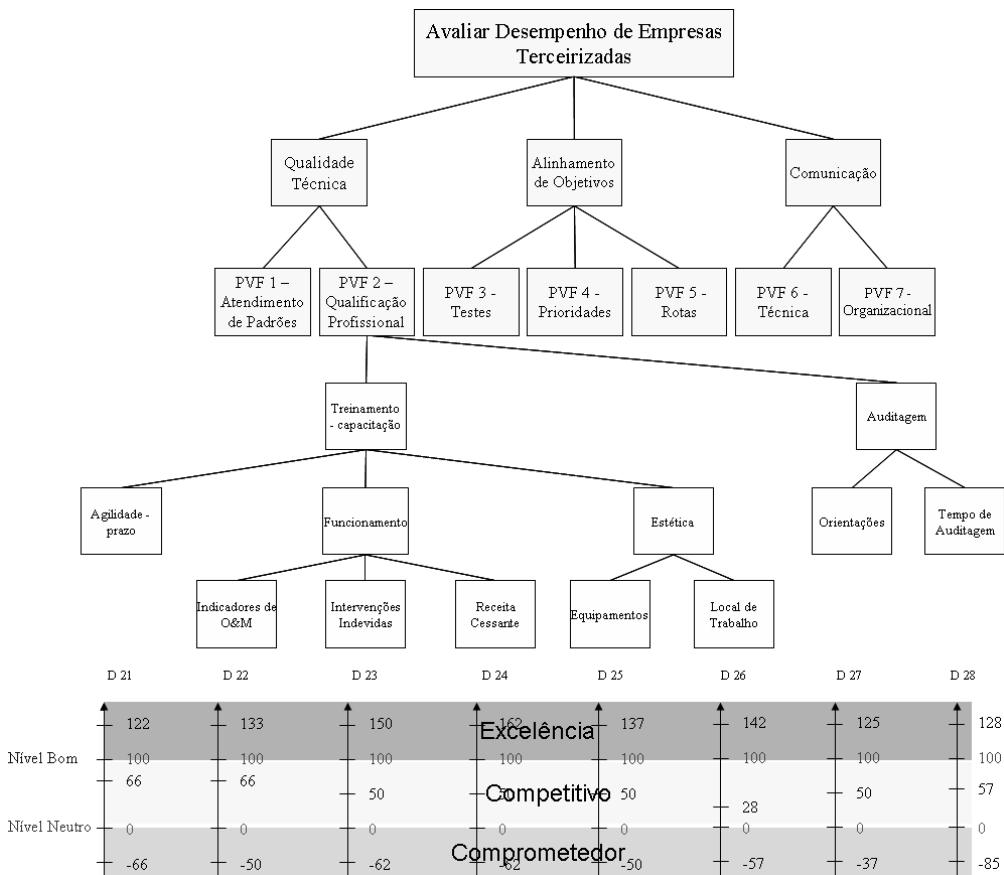 Avaliar Desempenho de Empresas
Terceirizadas
Qualidade
Técnica
Alinhamento
de Objetivos
Comunicação
PVF 1 –
Atendimento
de Padrões
PVF 2 –
Qualificação
Profissional
PVF 3 -
Testes
PVF 4 -
Prioridades
PVF 5 -
Rotas
PVF 6 -
Técnica
PVF 7 -
Organizacional
Treinamento
- capacitação
Auditagem
Agilidade -
prazo
Funcionamento
Estética
Orientações
Tempo de
Auditagem
Indicadores de
O&M
Intervenções
Indevidas
Receita
Cessante
Equipamentos
Local de
Trabalho
D 21 D 22 D 23 D 24 D 25 D 26 D 27 D 28
122 133 150 162 137 142 125 128
Excelência
Nível Bom 100 100 100 100 100 100 100 100
66 66 50 50 28 50 57
Competitivo
Nível Neutro 0 0 0 0 0 0 0 0
Comprometedor
-66 -50 -62 -62 -50 -57 -37 -85